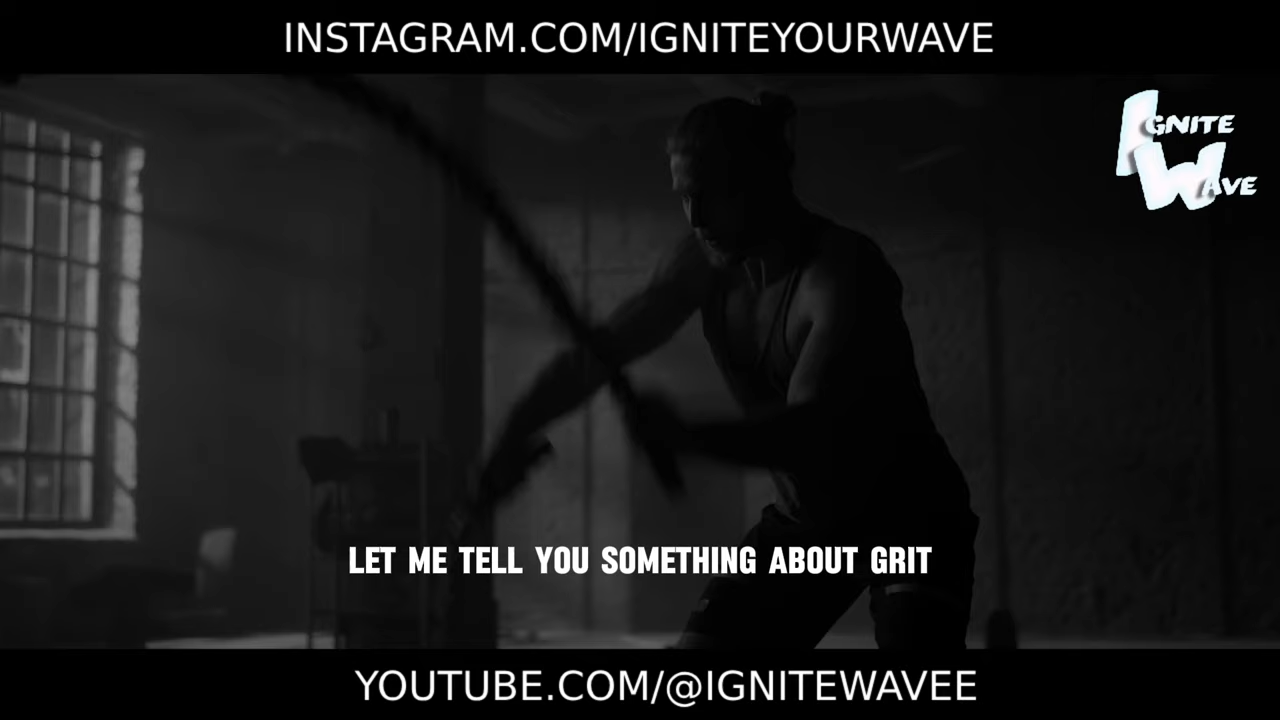 INSTAGRAM.COM/IGNITEYOURWAVE
IGNITE
WAVE
LET ME TELL YOU SOMETHING ABOUT GRIT
YOUTUBE.COM/@IGNITEWAVEE